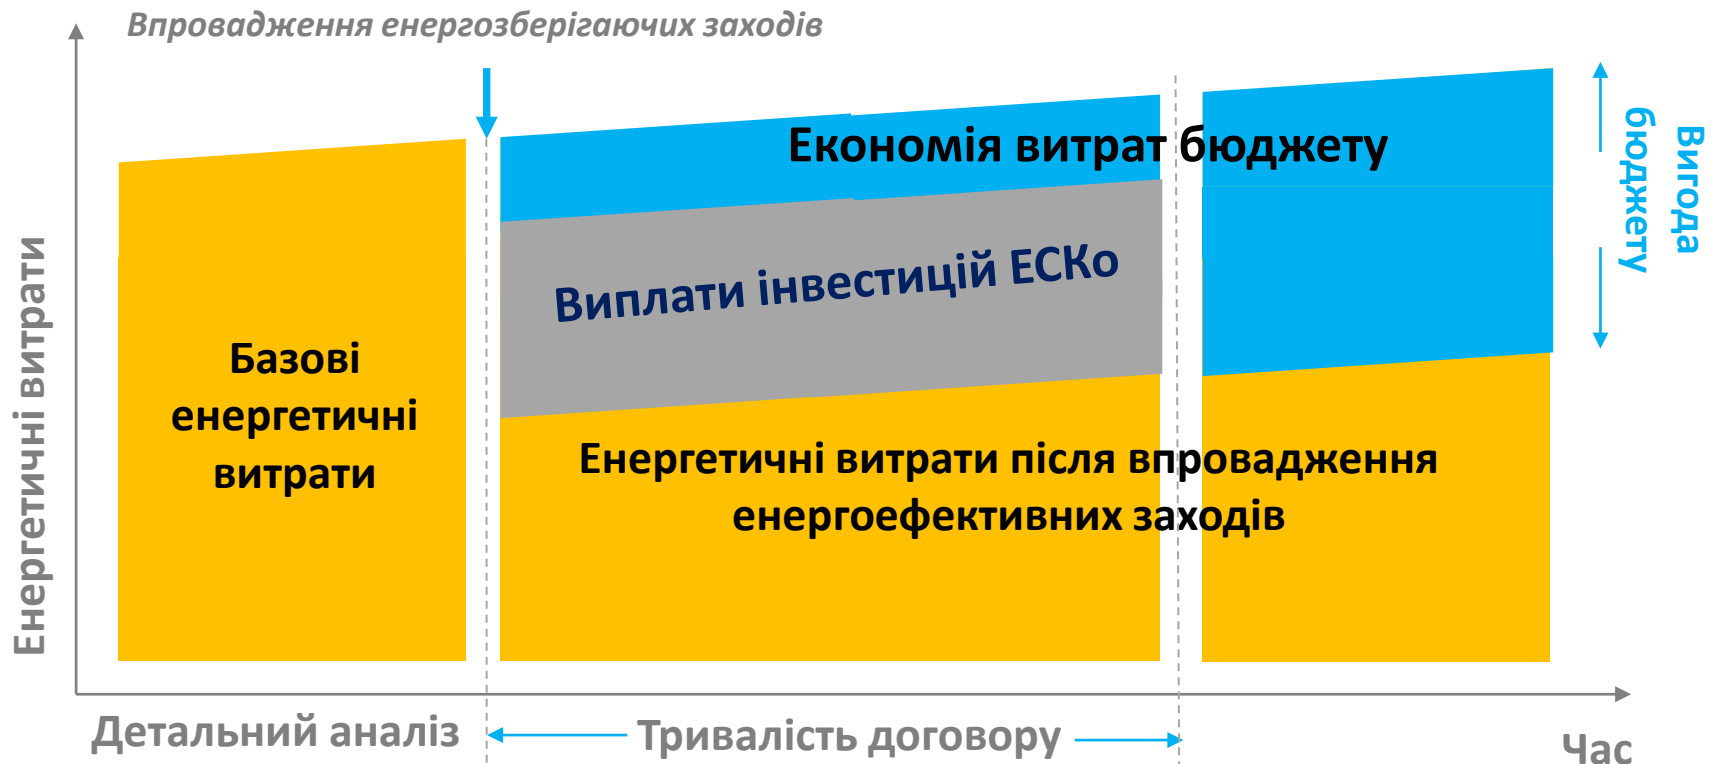 Впровадження енергозберігаючих заходів
Енергетичні витрати
Базові
енергетичні
витрати
Економія витрат бюджету
Виплати інвестицій ЕСКо
Енергетичні витрати після впровадження
енергоефективних заходів
Вигода
бюджету
Детальний аналіз
Тривалість договору
Час